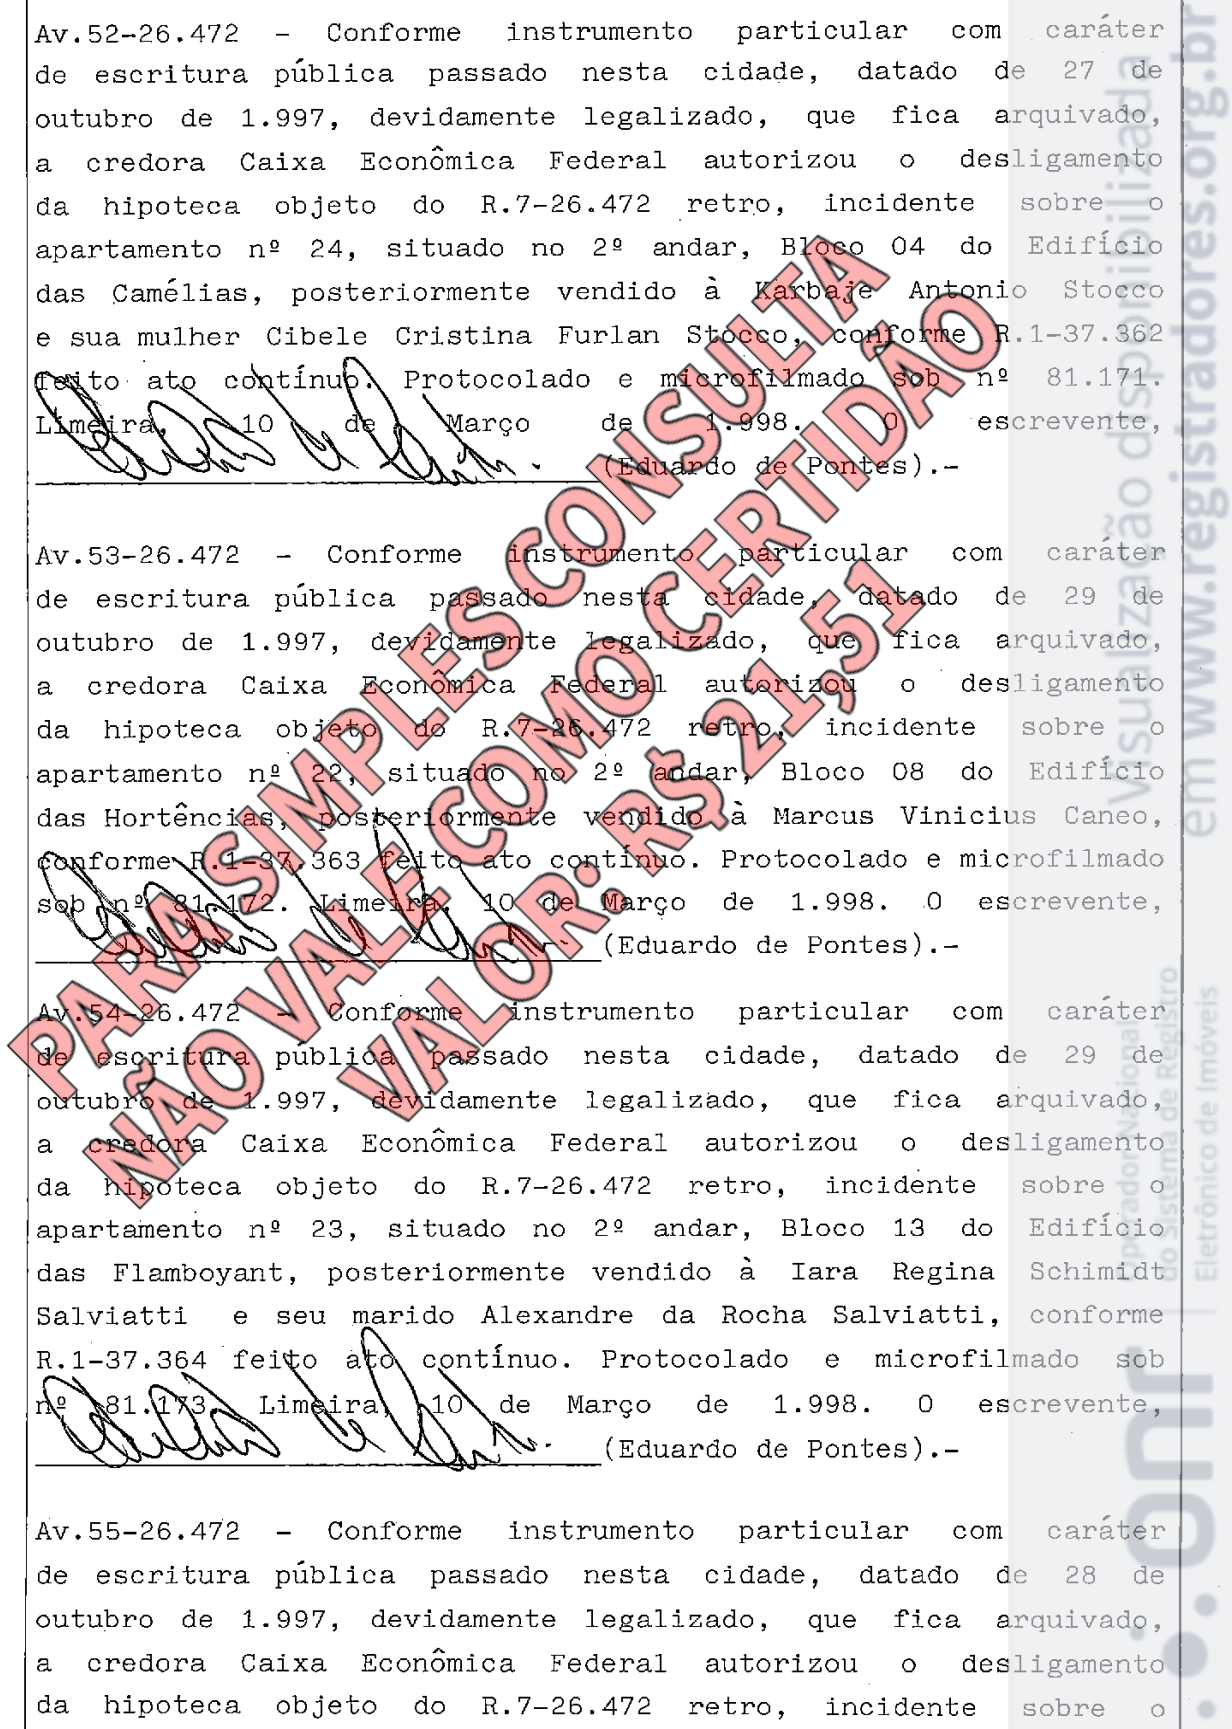 Av.52-26.472 - Conforme instrumento particular com caráter
de escritura pública passado nesta cidade, datado de 27 de
outubro de 1.997, devidamente legalizado, que fica arquivado,
a credora Caixa Econômica Federal autorizou o desligamento
da hipoteca objeto do R.7-26.472 retro, incidente sobre o
apartamento nº 24, situado no 2º andar, Bloco 04 do Edifício
das Camélias, posteriormente vendido à Karbaje Antonio Stocco
e sua mulher Cibele Cristina Furlan Stocco, conforme R.1-37.362
feito ato contínuo. Protocolado e microfilmado sob nº 81.171.
Limeira, 10 de Março de 1.998. O escrevente,
(Eduardo de Pontes).-
Av.53-26.472 - Conforme instrumento particular com caráter
de escritura pública passado nesta cidade, datado de 29 de
outubro de 1.997, devidamente legalizado, que fica arquivado,
a credora Caixa Econômica Federal autorizou o desligamento
da hipoteca objeto do R.7-26.472 retro, incidente sobre o
apartamento nº 22, situado no 2º andar, Bloco 08 do Edifício
das Hortências, posteriormente vendido à Marcus Vinicius Caneo,
conforme R.1-37.363 feito ato contínuo. Protocolado e microfilmado
sob nº 81.172. Limeira, 10 de Março de 1.998. O escrevente,
(Eduardo de Pontes).-
Av.54-26.472 - Conforme instrumento particular com caráter
de escritura pública passado nesta cidade, datado de 29 de
outubro de 1.997, devidamente legalizado, que fica arquivado,
a credora Caixa Econômica Federal autorizou o desligamento
da hipoteca objeto do R.7-26.472 retro, incidente sobre o
apartamento nº 23, situado no 2º andar, Bloco 13 do Edifício
das Flamboyant, posteriormente vendido à Iara Regina Schimidt
Salviatti e seu marido Alexandre da Rocha Salviatti, conforme
R.1-37.364 feito ato contínuo. Protocolado e microfilmado sob
nº 81.173. Limeira, 10 de Março de 1.998. O escrevente,
(Eduardo de Pontes).-
Av.55-26.472 - Conforme instrumento particular com caráter
de escritura pública passado nesta cidade, datado de 28 de
outubro de 1.997, devidamente legalizado, que fica arquivado,
a credora Caixa Econômica Federal autorizou o desligamento
da hipoteca objeto do R.7-26.472 retro, incidente sobre o
PARA SIMPLES CONSULTA
NÃO VALE COMO CERTIDÃO
VALOR: R$ 21,51
Visualização disponibilizada
em www.registradores.org.br
Operador Nacional
do Sistema de Registro
Eletrônico de Imóveis
onr